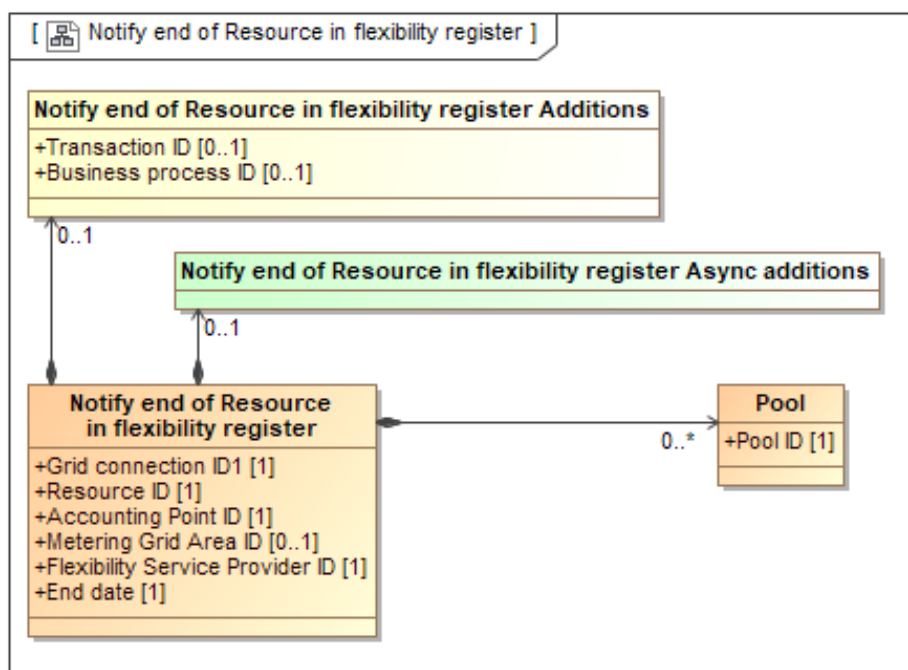 [ Notify end of Resource in flexibility register ]
Notify end of Resource in flexibility register Additions
+Transaction ID [0..1]
+Business process ID [0..1]
0..1
Notify end of Resource in flexibility register Async additions
0..1
Notify end of Resource
in flexibility register
+Grid connection ID1 [1]
+Resource ID [1]
+Accounting Point ID [1]
+Metering Grid Area ID [0..1]
+Flexibility Service Provider ID [1]
+End date [1]
0..*
Pool
+Pool ID [1]